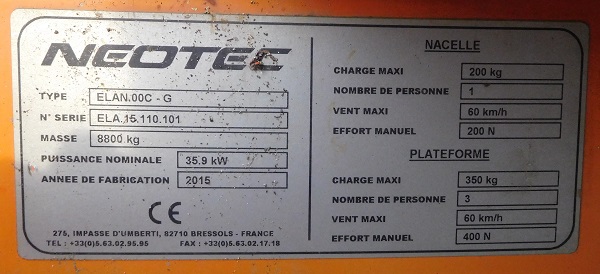 NEOTEC
TYPE ELAN.00C - G
N° SERIE ELA.15.110.101
MASSE 8800 kg
PUISSANCE NOMINALE 35.9 kW
ANNEE DE FABRICATION 2015
CE
275, IMPASSE D'UMBERTI, 82710 BRESSOLS - FRANCE
TEL : +33(0)5.63.02.95.95 FAX : +33(0)5.63.02.17.18
NACELLE
CHARGE MAXI 200 kg
NOMBRE DE PERSONNE 1
VENT MAXI 60 km/h
EFFORT MANUEL 200 N
PLATEFORME
CHARGE MAXI 350 kg
NOMBRE DE PERSONNE 3
VENT MAXI 60 km/h
EFFORT MANUEL 400 N